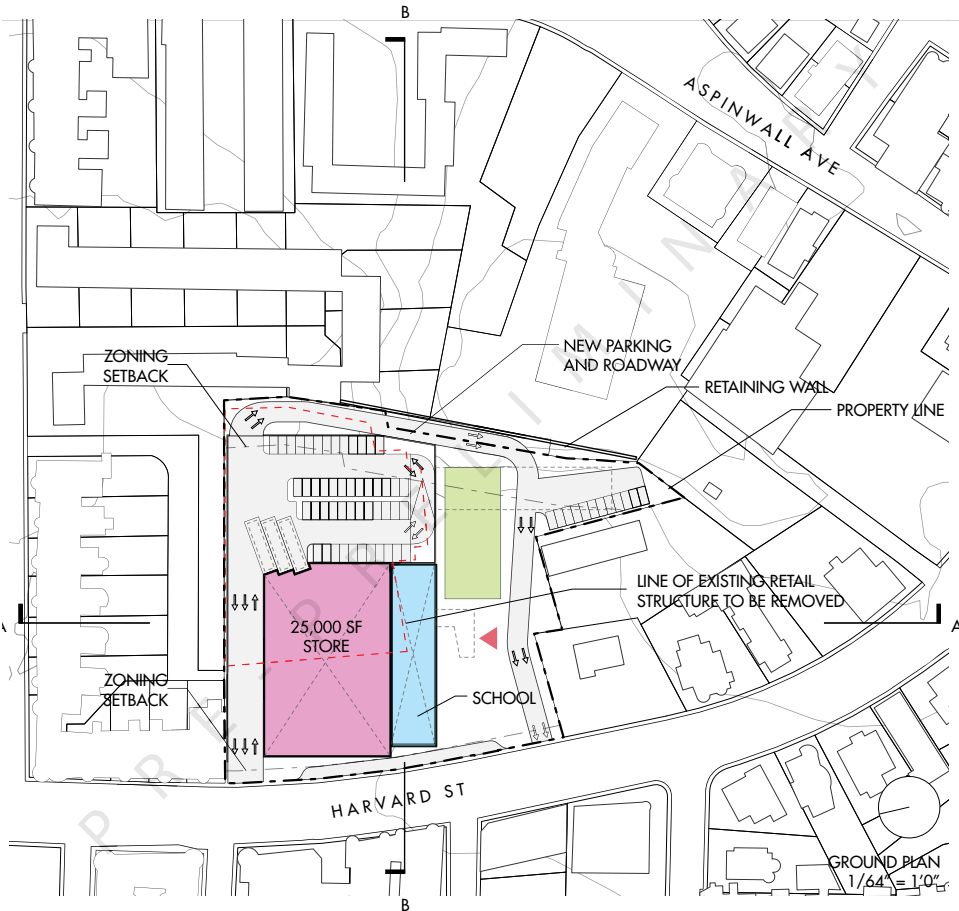 B
ASPINWALL AVE
NEW PARKING
AND ROADWAY
ZONING
SETBACK
RETAINING WALL
PROPERTY LINE
LINE OF EXISTING RETAIL
STRUCTURE TO BE REMOVED
A
A
25,000 SF
STORE
ZONING
SETBACK
SCHOOL
HARVARD ST
PRELIMINARY
GROUND PLAN
1/64" = 1'0"
B